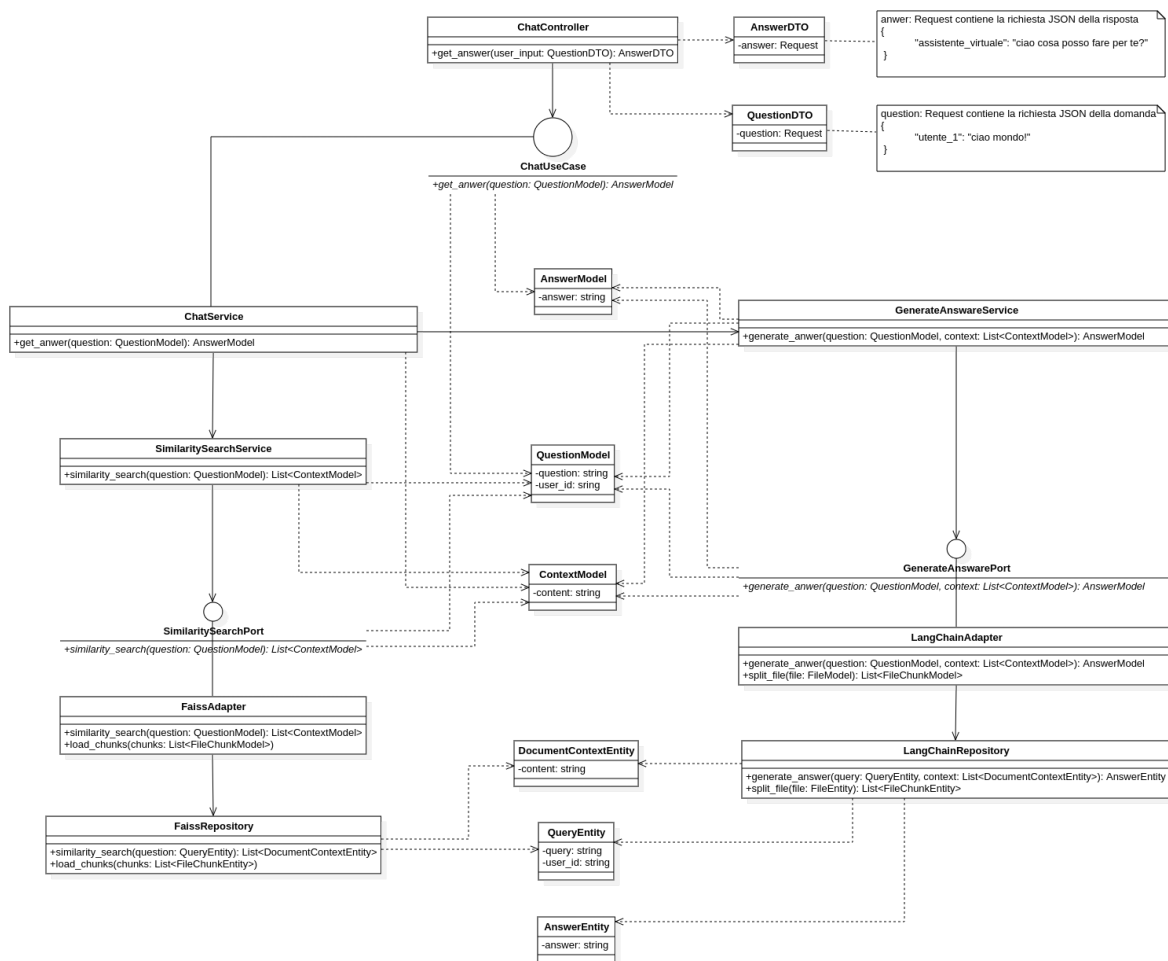 ChatController
+get_answer(user_input: QuestionDTO): AnswerDTO
AnswerDTO
-answer: Request
anwer: Request contiene la richiesta JSON della risposta
{
"assistente_virtuale": "ciao cosa posso fare per te?"
}
QuestionDTO
-question: Request
question: Request contiene la richiesta JSON della domanda
{
"utente_1": "ciao mondo!"
}
ChatUseCase
+get_anwer(question: QuestionModel): AnswerModel
AnswerModel
-answer: string
ChatService
+get_anwer(question: QuestionModel): AnswerModel
GenerateAnswareService
+generate_anwer(question: QuestionModel, context: List<ContextModel>): AnswerModel
SimilaritySearchService
+similarity_search(question: QuestionModel): List<ContextModel>
QuestionModel
-question: string
-user_id: sring
ContextModel
-content: string
GenerateAnswarePort
+generate_anwer(question: QuestionModel, context: List<ContextModel>): AnswerModel
SimilaritySearchPort
+similarity_search(question: QuestionModel): List<ContextModel>
LangChainAdapter
+generate_anwer(question: QuestionModel, context: List<ContextModel>): AnswerModel
+split_file(file: FileModel): List<FileChunkModel>
FaissAdapter
+similarity_search(question: QuestionModel): List<ContextModel>
+load_chunks(chunks: List<FileChunkModel>)
DocumentContextEntity
-content: string
LangChainRepository
+generate_answer(query: QueryEntity, context: List<DocumentContextEntity>): AnswerEntity
+split_file(file: FileEntity): List<FileChunkEntity>
FaissRepository
+similarity_search(question: QueryEntity): List<DocumentContextEntity>
+load_chunks(chunks: List<FileChunkEntity>)
QueryEntity
-query: string
-user_id: string
AnswerEntity
-answer: string